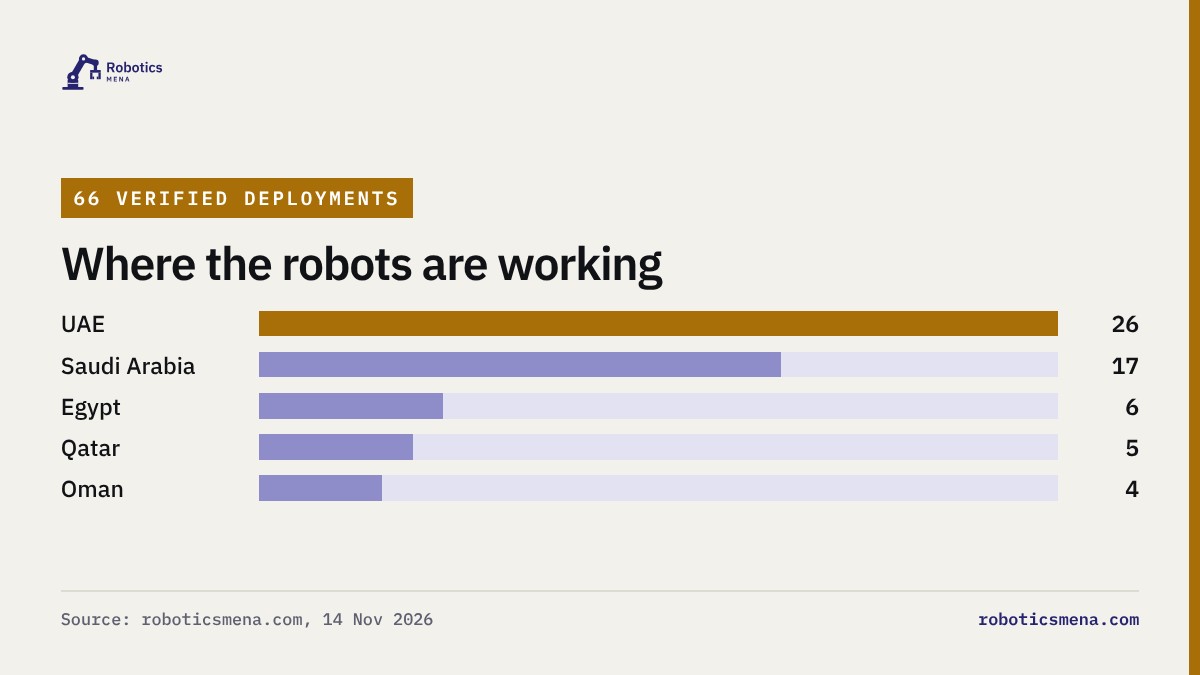 Robotics
MENA
66 VERIFIED DEPLOYMENTS
Where the robots are working
UAE 26
Saudi Arabia 17
Egypt 6
Qatar 5
Oman 4
Source: roboticsmena.com, 14 Nov 2026
roboticsmena.com